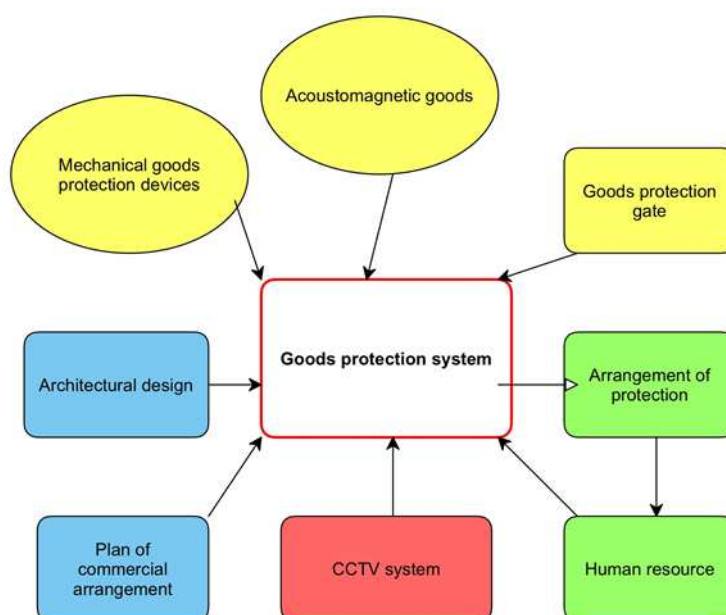 Acoustomagnetic goods
Mechanical goods
protection devices
Goods protection
gate
Goods protection system
Architectural design
Arrangement of
protection
Plan of
commercial
arrangement
CCTV system
Human resource